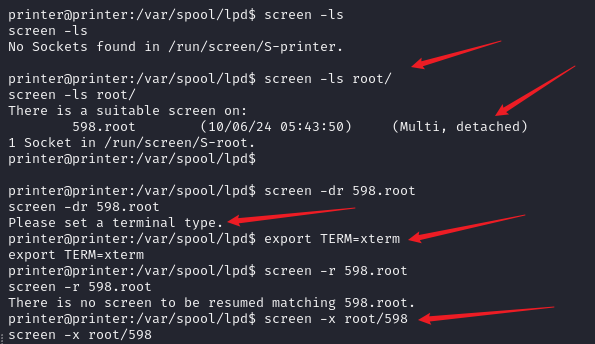 printer@printer:/var/spool/lpd$ screen -ls
screen -ls
No Sockets found in /run/screen/S-printer.
printer@printer:/var/spool/lpd$ screen -ls root/
screen -ls root/
There is a suitable screen on:
598.root (10/06/24 05:43:50) (Multi, detached)
1 Socket in /run/screen/S-root.
printer@printer:/var/spool/lpd$
printer@printer:/var/spool/lpd$ screen -dr 598.root
screen -dr 598.root
Please set a terminal type.
printer@printer:/var/spool/lpd$ export TERM=xterm
export TERM=xterm
printer@printer:/var/spool/lpd$ screen -r 598.root
screen -r 598.root
There is no screen to be resumed matching 598.root.
printer@printer:/var/spool/lpd$ screen -x root/598
screen -x root/598